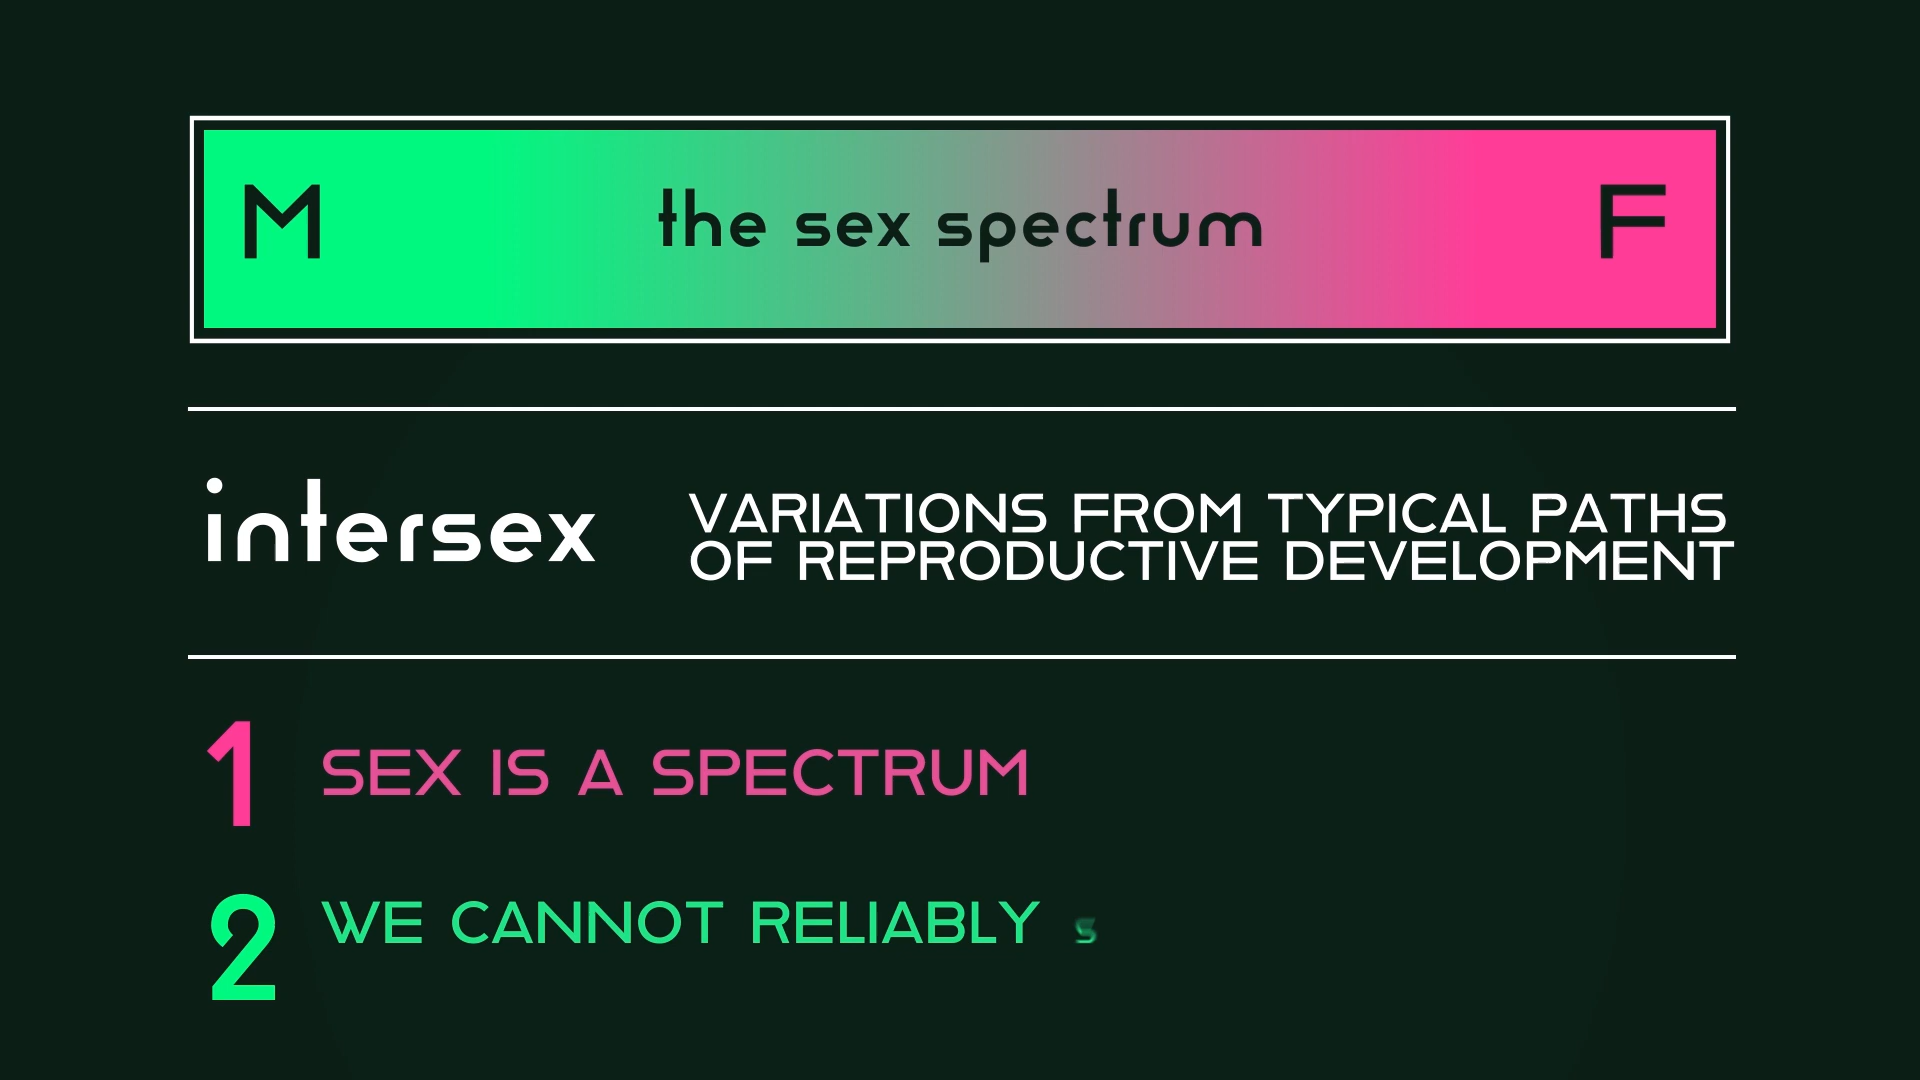 M the sex spectrum F
intersex
VARIATIONS FROM TYPICAL PATHS
OF REPRODUCTIVE DEVELOPMENT
1 SEX IS A SPECTRUM
2 WE CANNOT RELIABLY s